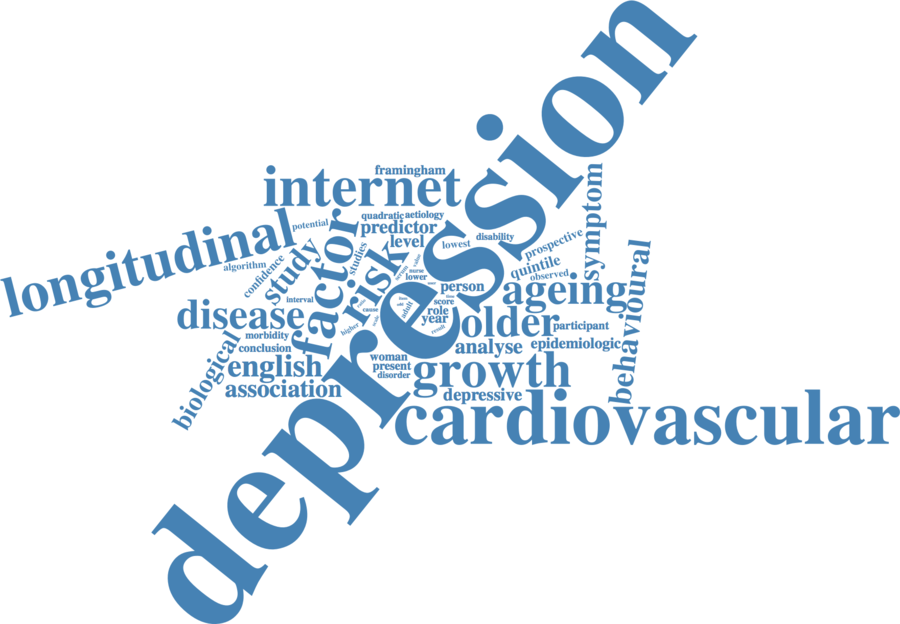 depression
framingham
internet
symptom
longitudinal
potential
quadratic
aetiology
predictor
factor
level
lowest
disability
prospective
algorithm
confidence
study
studies
risk
quintile
observed
behavioural
nurse
lower
person
ageing
interval
score
disease
cause
adult
role
year
older
participant
higher
morbidity
conclusion
biological
result
analyse
epidemiologic
english
woman
present
disorder
growth
association
depressive
cardiovascular